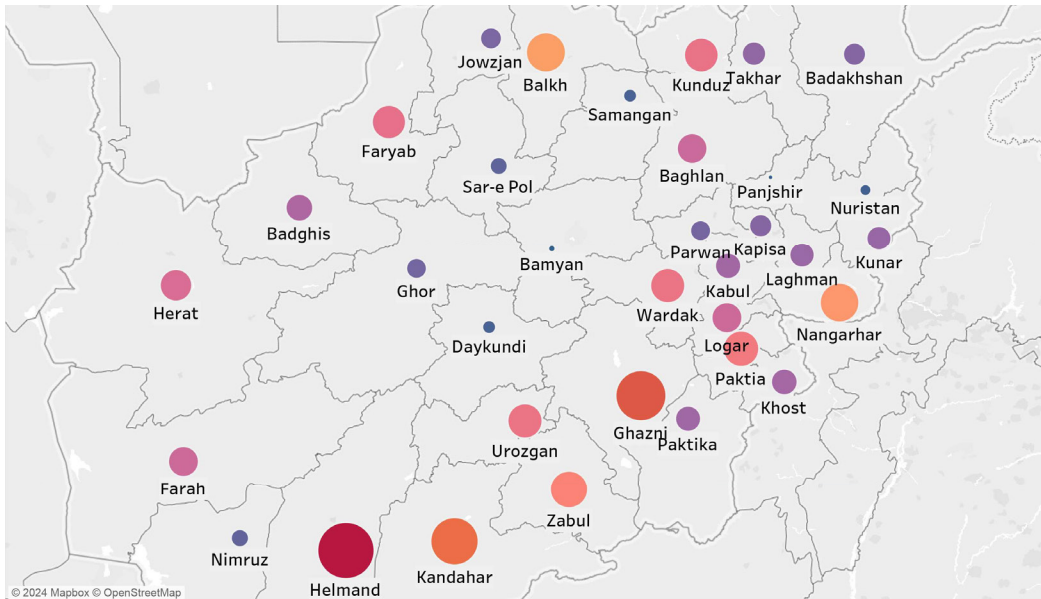 Jowzjan
Balkh
Kunduz
Takhar
Badakhshan
Samangan
Faryab
Baghlan
Sar-e Pol
Panjshir
Nuristan
Badghis
Parwan
Kapisa
Kunar
Bamyan
Laghman
Ghor
Kabul
Herat
Wardak
Nangarhar
Daykundi
Logar
Paktia
Khost
Ghazni
Paktika
Urozgan
Farah
Zabul
Nimruz
Kandahar
Helmand
© 2024 Mapbox © OpenStreetMap